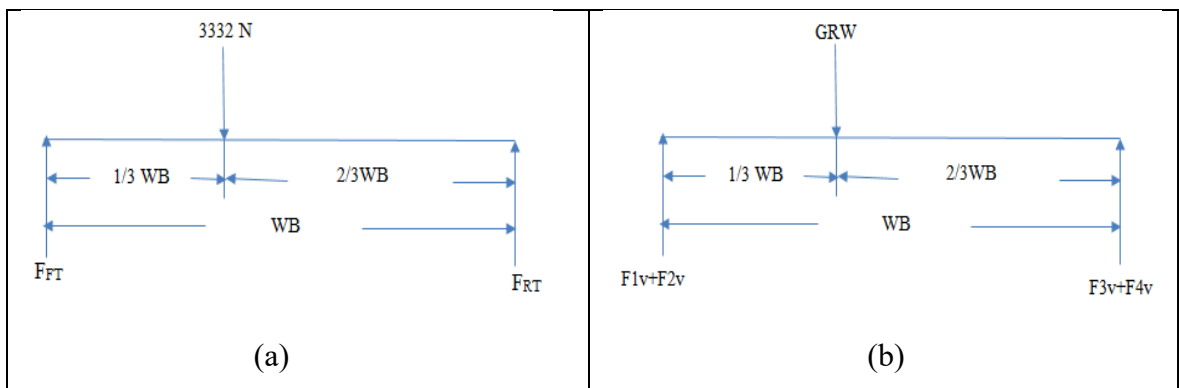 3332 N
1/3 WB
2/3WB
WB
FFT
FRT
(a)
GRW
1/3 WB
2/3WB
WB
F1v+F2v
F3v+F4v
(b)